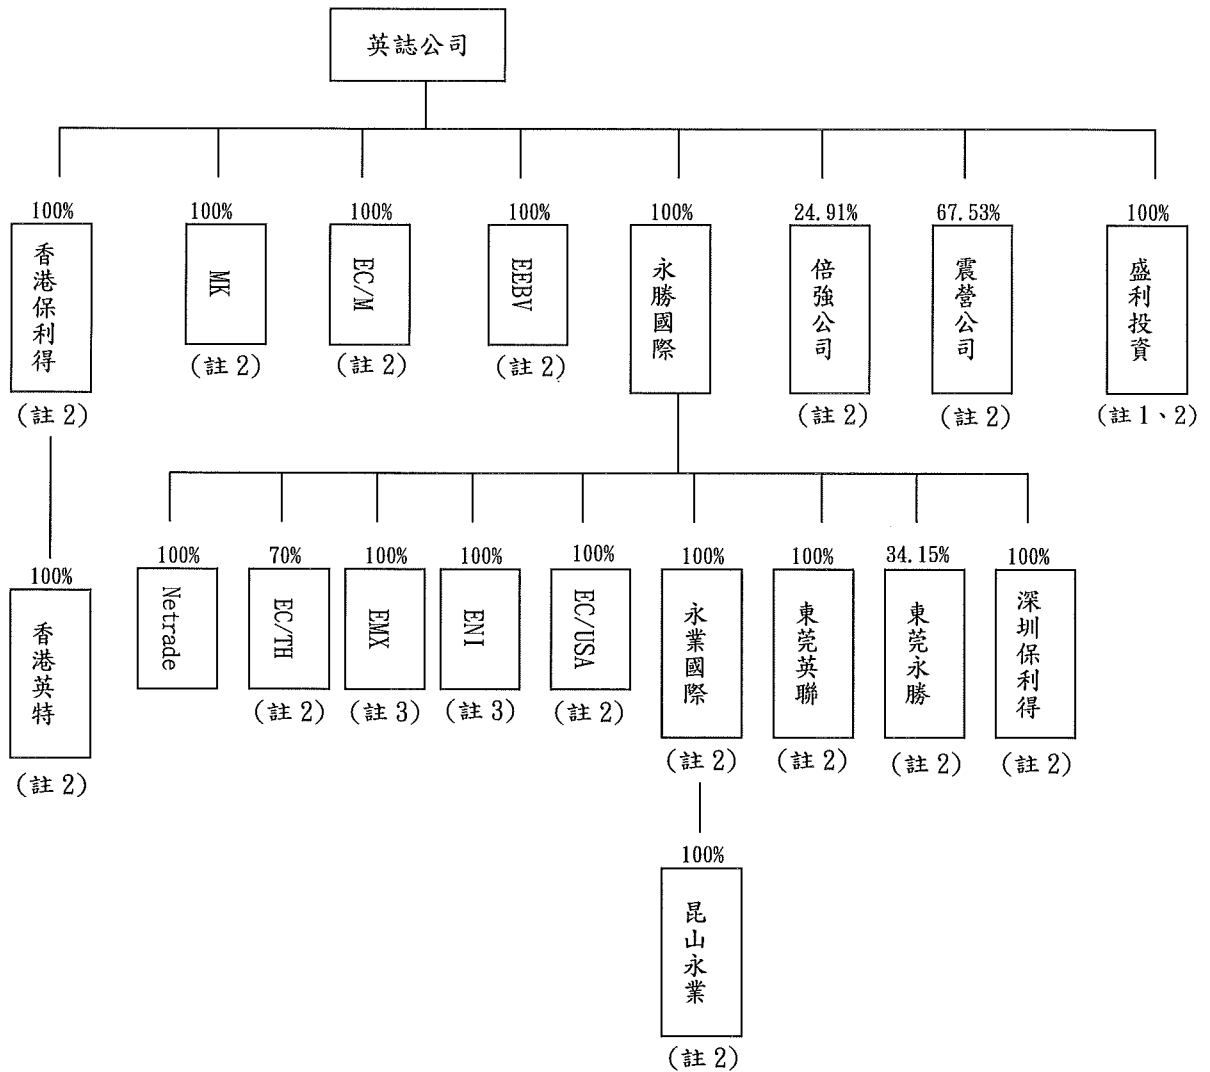 英誌公司
100%
100%
100%
100%
100%
24.91%
67.53%
100%
香港保利得
MK
EC/M
EEBV
永勝國際
倍強公司
震營公司
盛利投資
(註 2)
(註 2)
(註 2)
(註 2)
(註 2)
(註 2)
(註 1、2)
100%
70%
100%
100%
100%
100%
100%
34.15%
100%
Netrade
EC/TH
EMX
ENI
EC/USA
永業國際
東莞英聯
東莞永勝
深圳保利得
(註 2)
(註 3)
(註 3)
(註 2)
(註 2)
(註 2)
(註 2)
(註 2)
100%
香港英特
(註 2)
100%
昆山永業
(註 2)